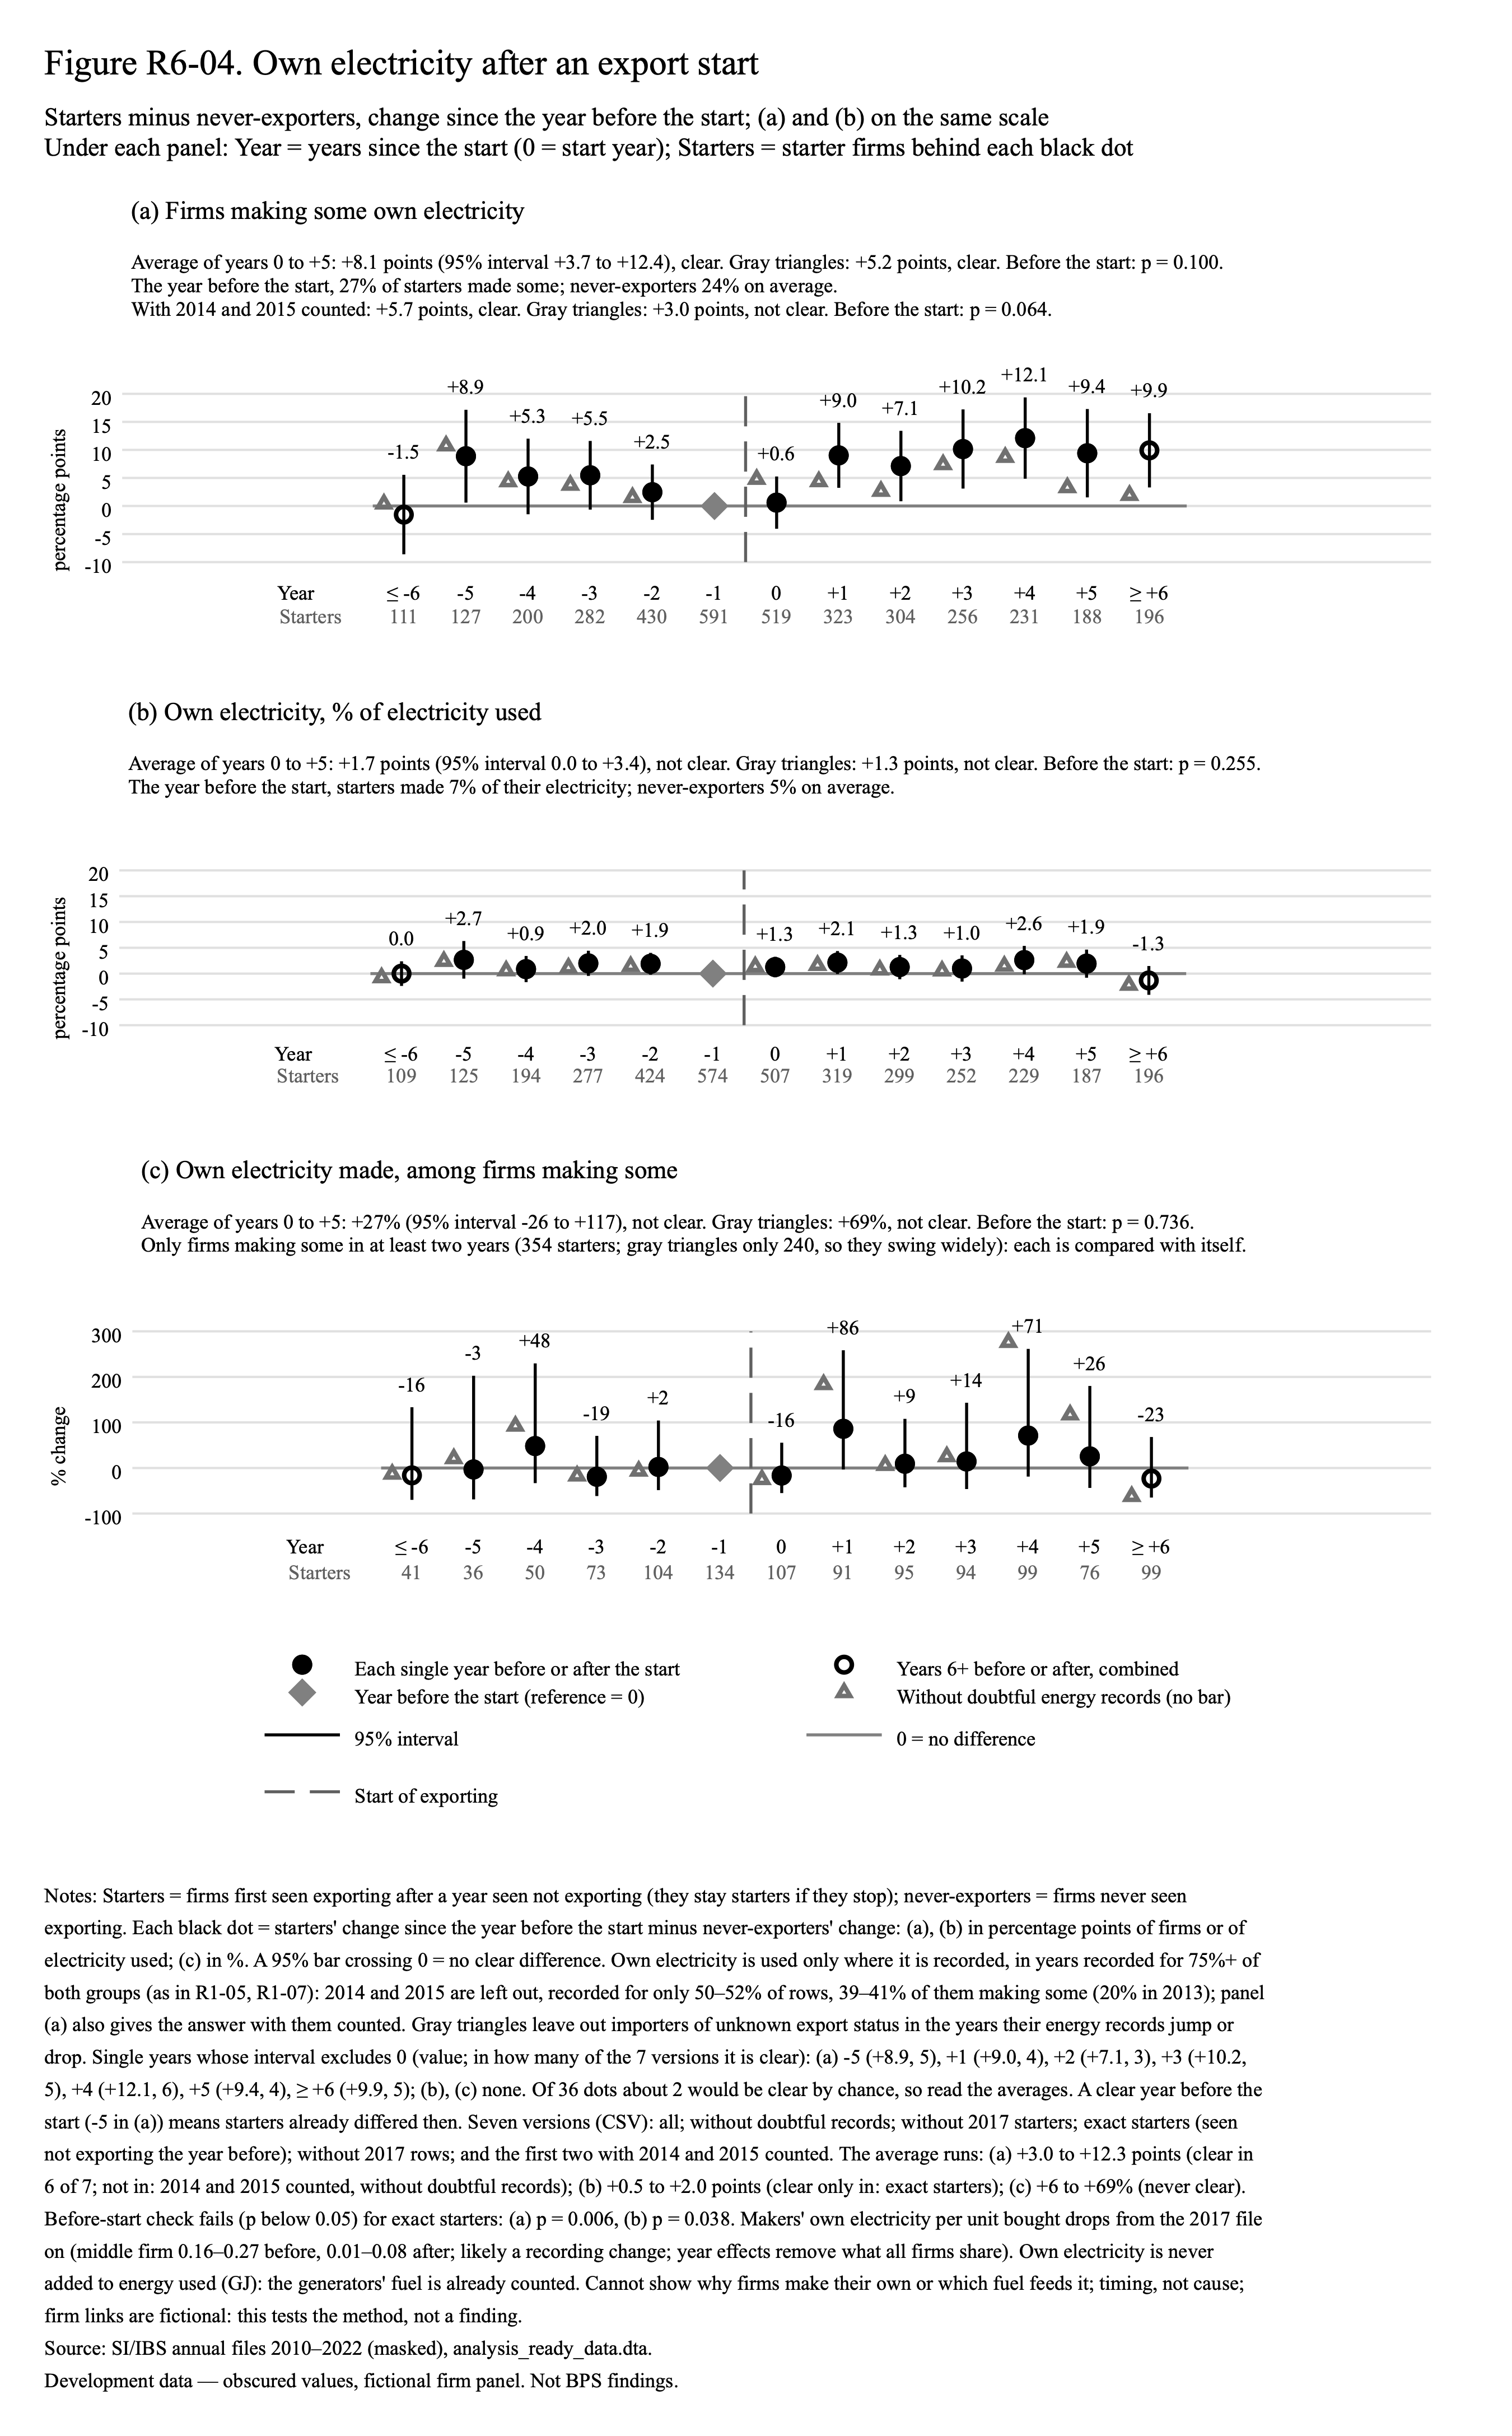 Figure R6-04. Own electricity after an export start
Starters minus never-exporters, change since the year before the start; (a) and (b) on the same scale
Under each panel: Year = years since the start (0 = start year); Starters = starter firms behind each black dot
(a) Firms making some own electricity
Average of years 0 to +5: +8.1 points (95% interval +3.7 to +12.4), clear. Gray triangles: +5.2 points, clear. Before the start: p = 0.100.
The year before the start, 27% of starters made some; never-exporters 24% on average.
With 2014 and 2015 counted: +5.7 points, clear. Gray triangles: +3.0 points, not clear. Before the start: p = 0.064.
percentage points
20
15
10
5
0
-5
-10
-1.5 +8.9 +5.3 +5.5 +2.5 +0.6 +9.0 +7.1 +10.2 +12.1 +9.4 +9.9
Year ≤ -6 -5 -4 -3 -2 -1 0 +1 +2 +3 +4 +5 ≥ +6
Starters 111 127 200 282 430 591 519 323 304 256 231 188 196
(b) Own electricity, % of electricity used
Average of years 0 to +5: +1.7 points (95% interval 0.0 to +3.4), not clear. Gray triangles: +1.3 points, not clear. Before the start: p = 0.255.
The year before the start, starters made 7% of their electricity; never-exporters 5% on average.
percentage points
20
15
10
5
0
-5
-10
0.0 +2.7 +0.9 +2.0 +1.9 +1.3 +2.1 +1.3 +1.0 +2.6 +1.9 -1.3
Year ≤ -6 -5 -4 -3 -2 -1 0 +1 +2 +3 +4 +5 ≥ +6
Starters 109 125 194 277 424 574 507 319 299 252 229 187 196
(c) Own electricity made, among firms making some
Average of years 0 to +5: +27% (95% interval -26 to +117), not clear. Gray triangles: +69%, not clear. Before the start: p = 0.736.
Only firms making some in at least two years (354 starters; gray triangles only 240, so they swing widely): each is compared with itself.
% change
300
200
100
0
-100
-16 -3 +48 -19 +2 -16 +86 +9 +14 +71 +26 -23
Year ≤ -6 -5 -4 -3 -2 -1 0 +1 +2 +3 +4 +5 ≥ +6
Starters 41 36 50 73 104 134 107 91 95 94 99 76 99
Each single year before or after the start
Years 6+ before or after, combined
Year before the start (reference = 0)
Without doubtful energy records (no bar)
95% interval
0 = no difference
Start of exporting
Notes: Starters = firms first seen exporting after a year seen not exporting (they stay starters if they stop); never-exporters = firms never seen
exporting. Each black dot = starters' change since the year before the start minus never-exporters' change: (a), (b) in percentage points of firms or of
electricity used; (c) in %. A 95% bar crossing 0 = no clear difference. Own electricity is used only where it is recorded, in years recorded for 75%+ of
both groups (as in R1-05, R1-07): 2014 and 2015 are left out, recorded for only 50–52% of rows, 39–41% of them making some (20% in 2013); panel
(a) also gives the answer with them counted. Gray triangles leave out importers of unknown export status in the years their energy records jump or
drop. Single years whose interval excludes 0 (value; in how many of the 7 versions it is clear): (a) -5 (+8.9, 5), +1 (+9.0, 4), +2 (+7.1, 3), +3 (+10.2,
5), +4 (+12.1, 6), +5 (+9.4, 4), ≥ +6 (+9.9, 5); (b), (c) none. Of 36 dots about 2 would be clear by chance, so read the averages. A clear year before the
start (-5 in (a)) means starters already differed then. Seven versions (CSV): all; without doubtful records; without 2017 starters; exact starters (seen
not exporting the year before); without 2017 rows; and the first two with 2014 and 2015 counted. The average runs: (a) +3.0 to +12.3 points (clear in
6 of 7; not in: 2014 and 2015 counted, without doubtful records); (b) +0.5 to +2.0 points (clear only in: exact starters); (c) +6 to +69% (never clear).
Before-start check fails (p below 0.05) for exact starters: (a) p = 0.006, (b) p = 0.038. Makers' own electricity per unit bought drops from the 2017 file
on (middle firm 0.16–0.27 before, 0.01–0.08 after; likely a recording change; year effects remove what all firms share). Own electricity is never
added to energy used (GJ): the generators' fuel is already counted. Cannot show why firms make their own or which fuel feeds it; timing, not cause;
firm links are fictional: this tests the method, not a finding.
Source: SI/IBS annual files 2010–2022 (masked), analysis_ready_data.dta.
Development data — obscured values, fictional firm panel. Not BPS findings.